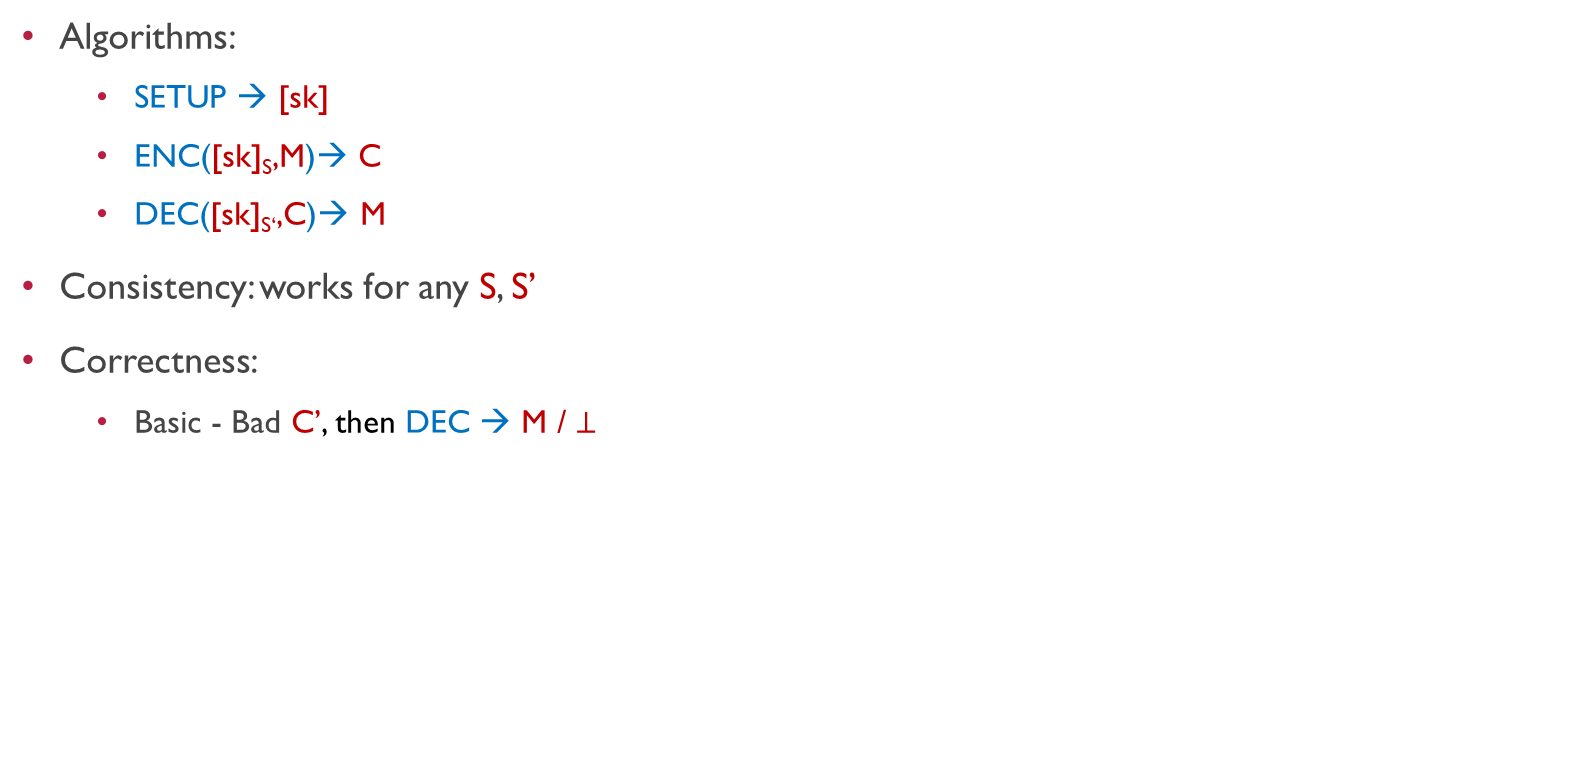 • Algorithms:
• SETUP → [sk]
• ENC([sk]S,M)→ C
• DEC([sk]S‘,C)→ M
• Consistency: works for any S, S’
• Correctness:
• Basic - Bad C’, then DEC → M / ⊥